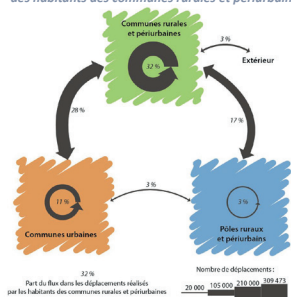 des habitants des communes rurales et périurbain
Communes rurales
et périurbaines
3 %
Extérieur
32 %
28 %
17 %
11 %
3 %
3 %
Communes urbaines
Pôles ruraux
et périurbains
32 %
Part du flux dans les déplacements réalisés
par les habitants des communes rurales et périurbaines
Nombre de déplacements :
20 000 105 000 210 000 309 473